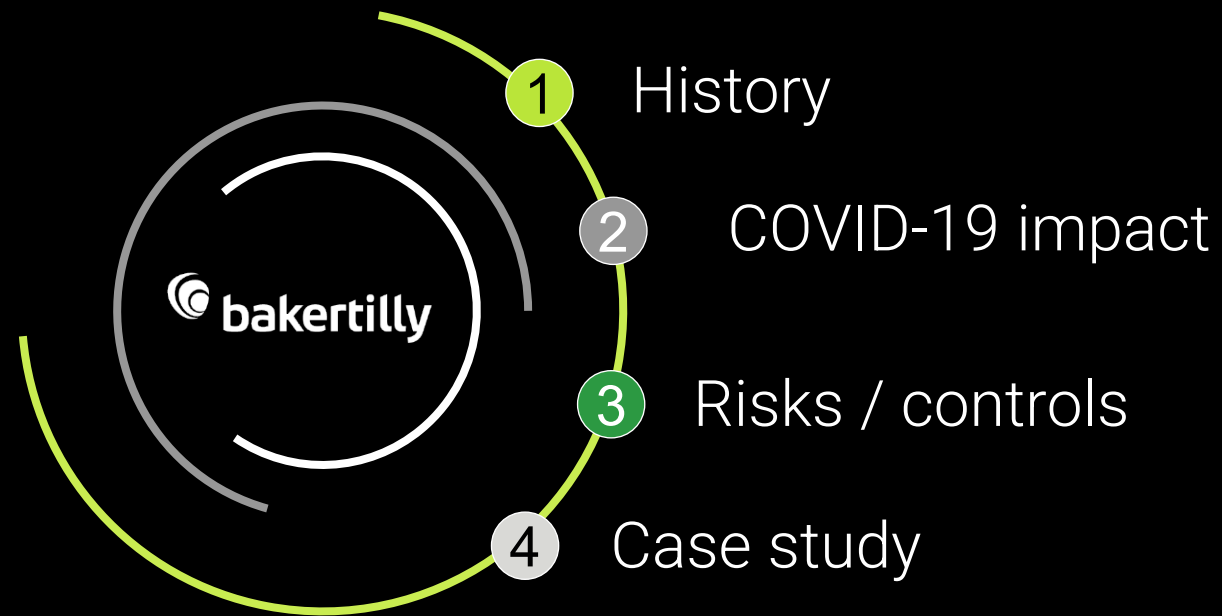 1 History
2 COVID-19 impact
bakertilly
3 Risks / controls
4 Case study